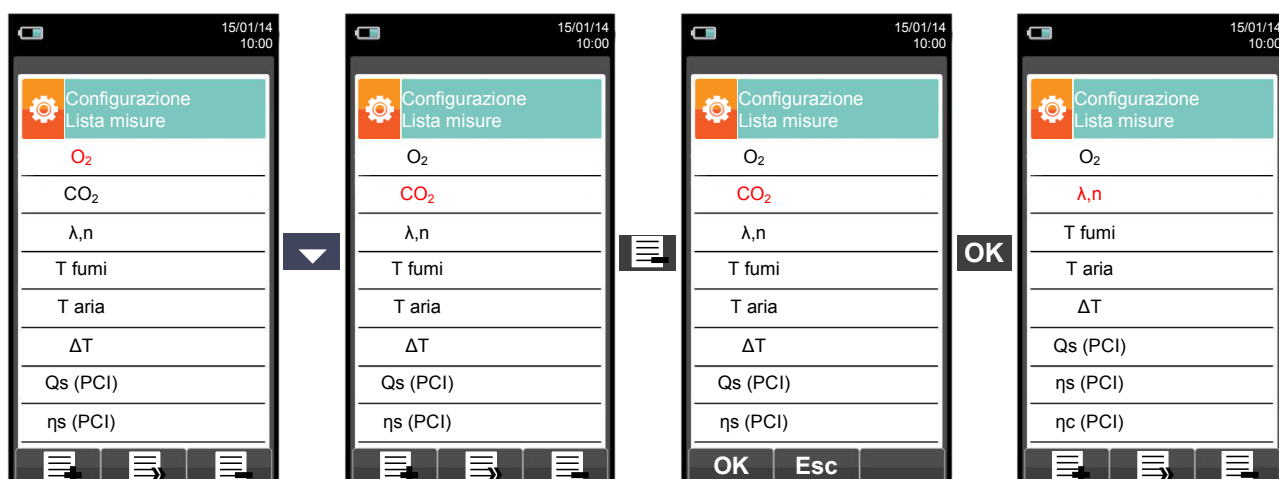 15/01/14
10:00
Configurazione
Lista misure
O₂
CO₂
λ,n
T fumi
T aria
ΔT
Qs (PCI)
ηs (PCI)
15/01/14
10:00
Configurazione
Lista misure
O₂
CO₂
λ,n
T fumi
T aria
ΔT
Qs (PCI)
ηs (PCI)
15/01/14
10:00
Configurazione
Lista misure
O₂
CO₂
λ,n
T fumi
T aria
ΔT
Qs (PCI)
ηs (PCI)
OK Esc
OK
15/01/14
10:00
Configurazione
Lista misure
O₂
λ,n
T fumi
T aria
ΔT
Qs (PCI)
ηs (PCI)
ηc (PCI)